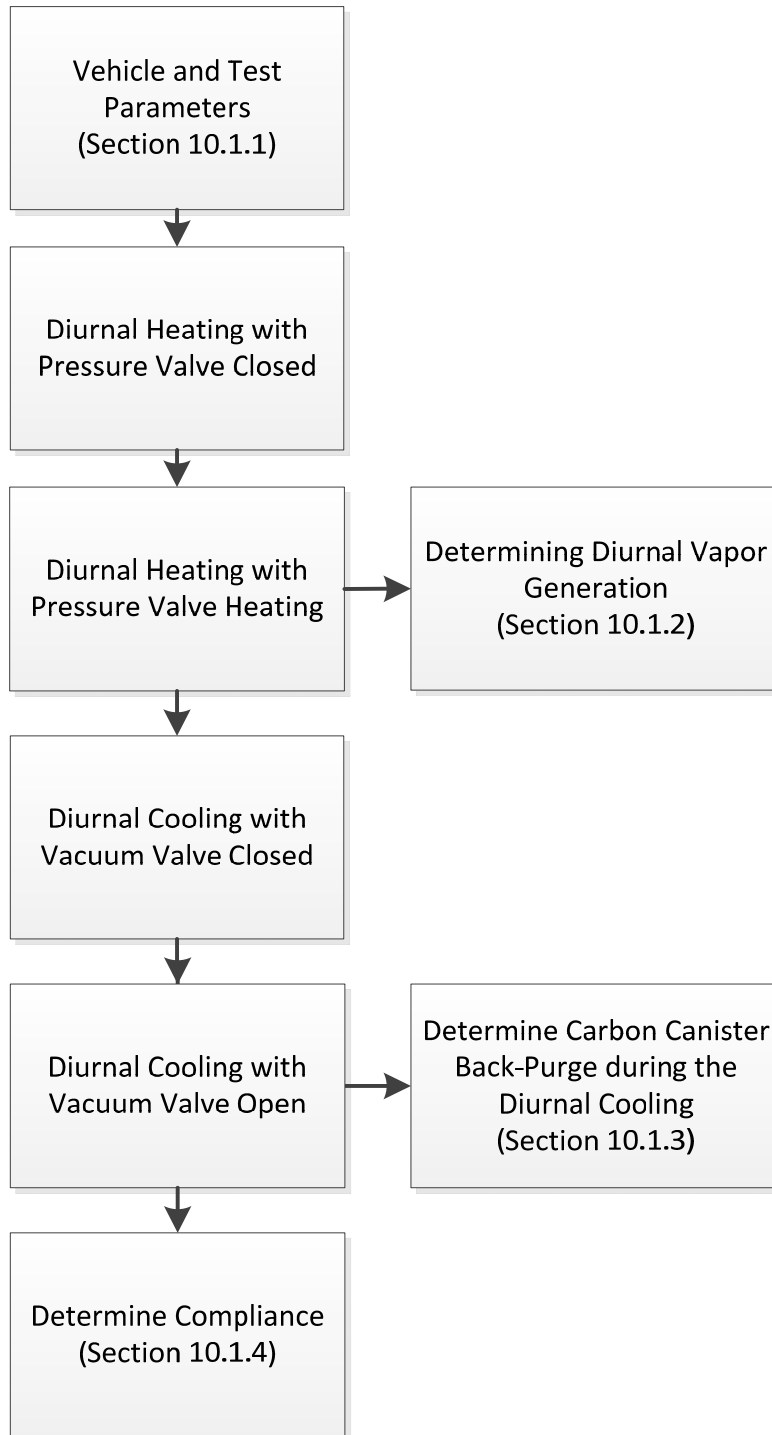 Vehicle and Test
Parameters
(Section 10.1.1)
Diurnal Heating with
Pressure Valve Closed
Diurnal Heating with
Pressure Valve Heating
Determining Diurnal Vapor
Generation
(Section 10.1.2)
Diurnal Cooling with
Vacuum Valve Closed
Diurnal Cooling with
Vacuum Valve Open
Determine Carbon Canister
Back-Purge during the
Diurnal Cooling
(Section 10.1.3)
Determine Compliance
(Section 10.1.4)